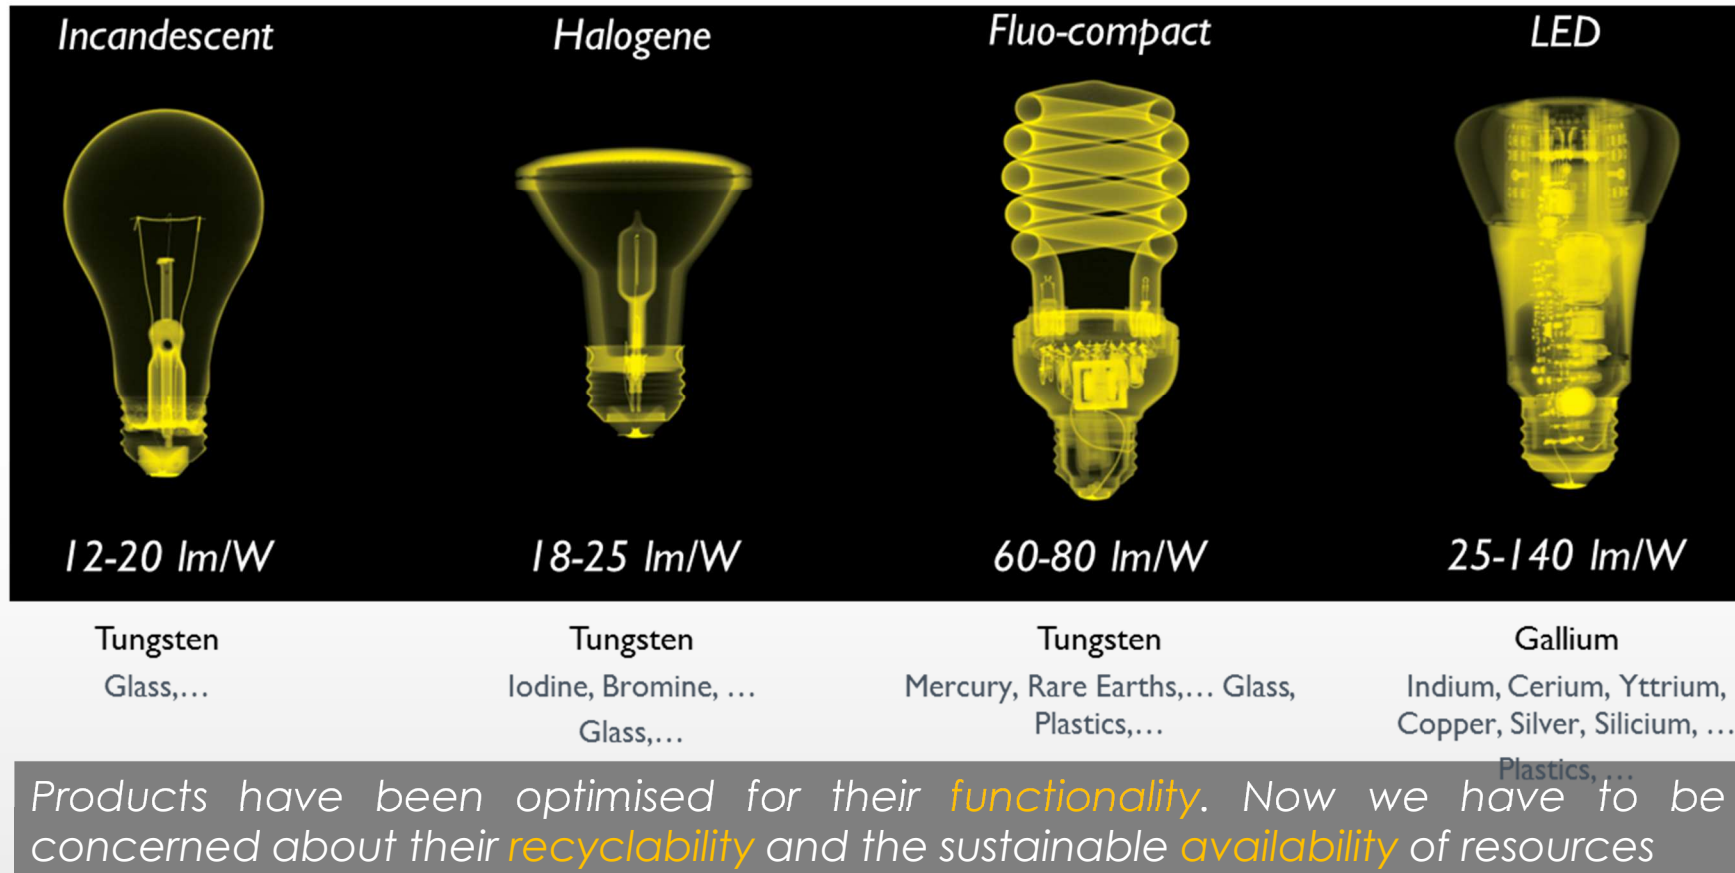 Incandescent
Halogene
Fluo-compact
LED
12-20 lm/W
18-25 lm/W
60-80 lm/W
25-140 lm/W
Tungsten
Glass,…
Tungsten
Iodine, Bromine, …
Glass,…
Tungsten
Mercury, Rare Earths,… Glass,
Plastics,…
Gallium
Indium, Cerium, Yttrium,
Copper, Silver, Silicium, …
Plastics, …
Products have been optimised for their functionality. Now we have to be
concerned about their recyclability and the sustainable availability of resources